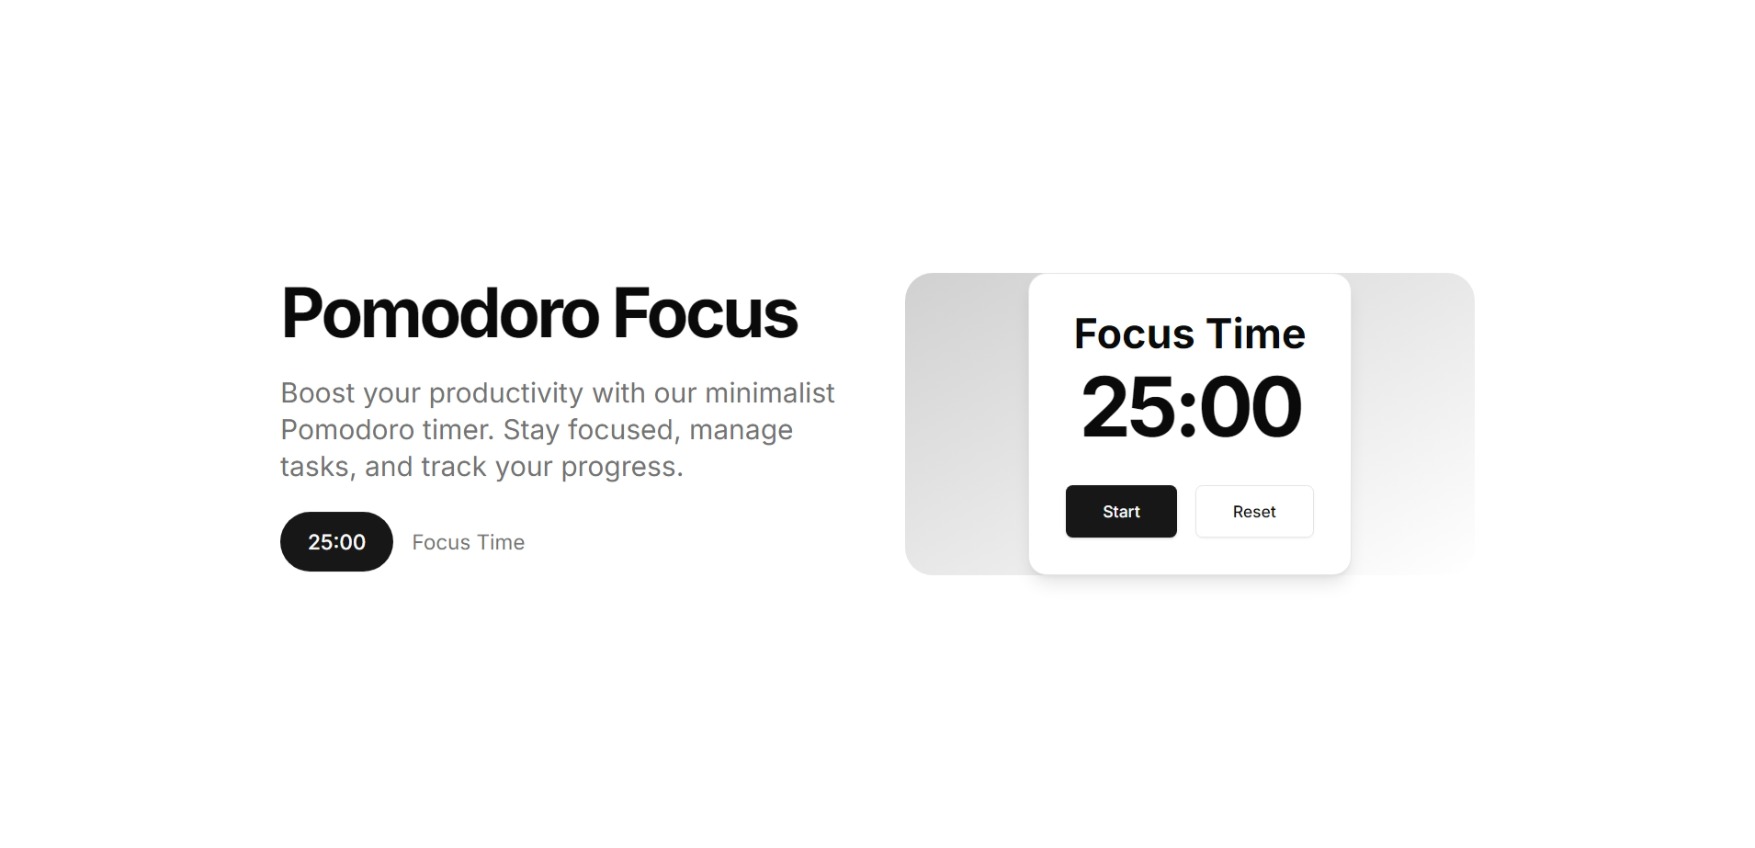 Pomodoro Focus
Boost your productivity with our minimalist
Pomodoro timer. Stay focused, manage
tasks, and track your progress.
25:00
Focus Time
Focus Time
25:00
Start
Reset